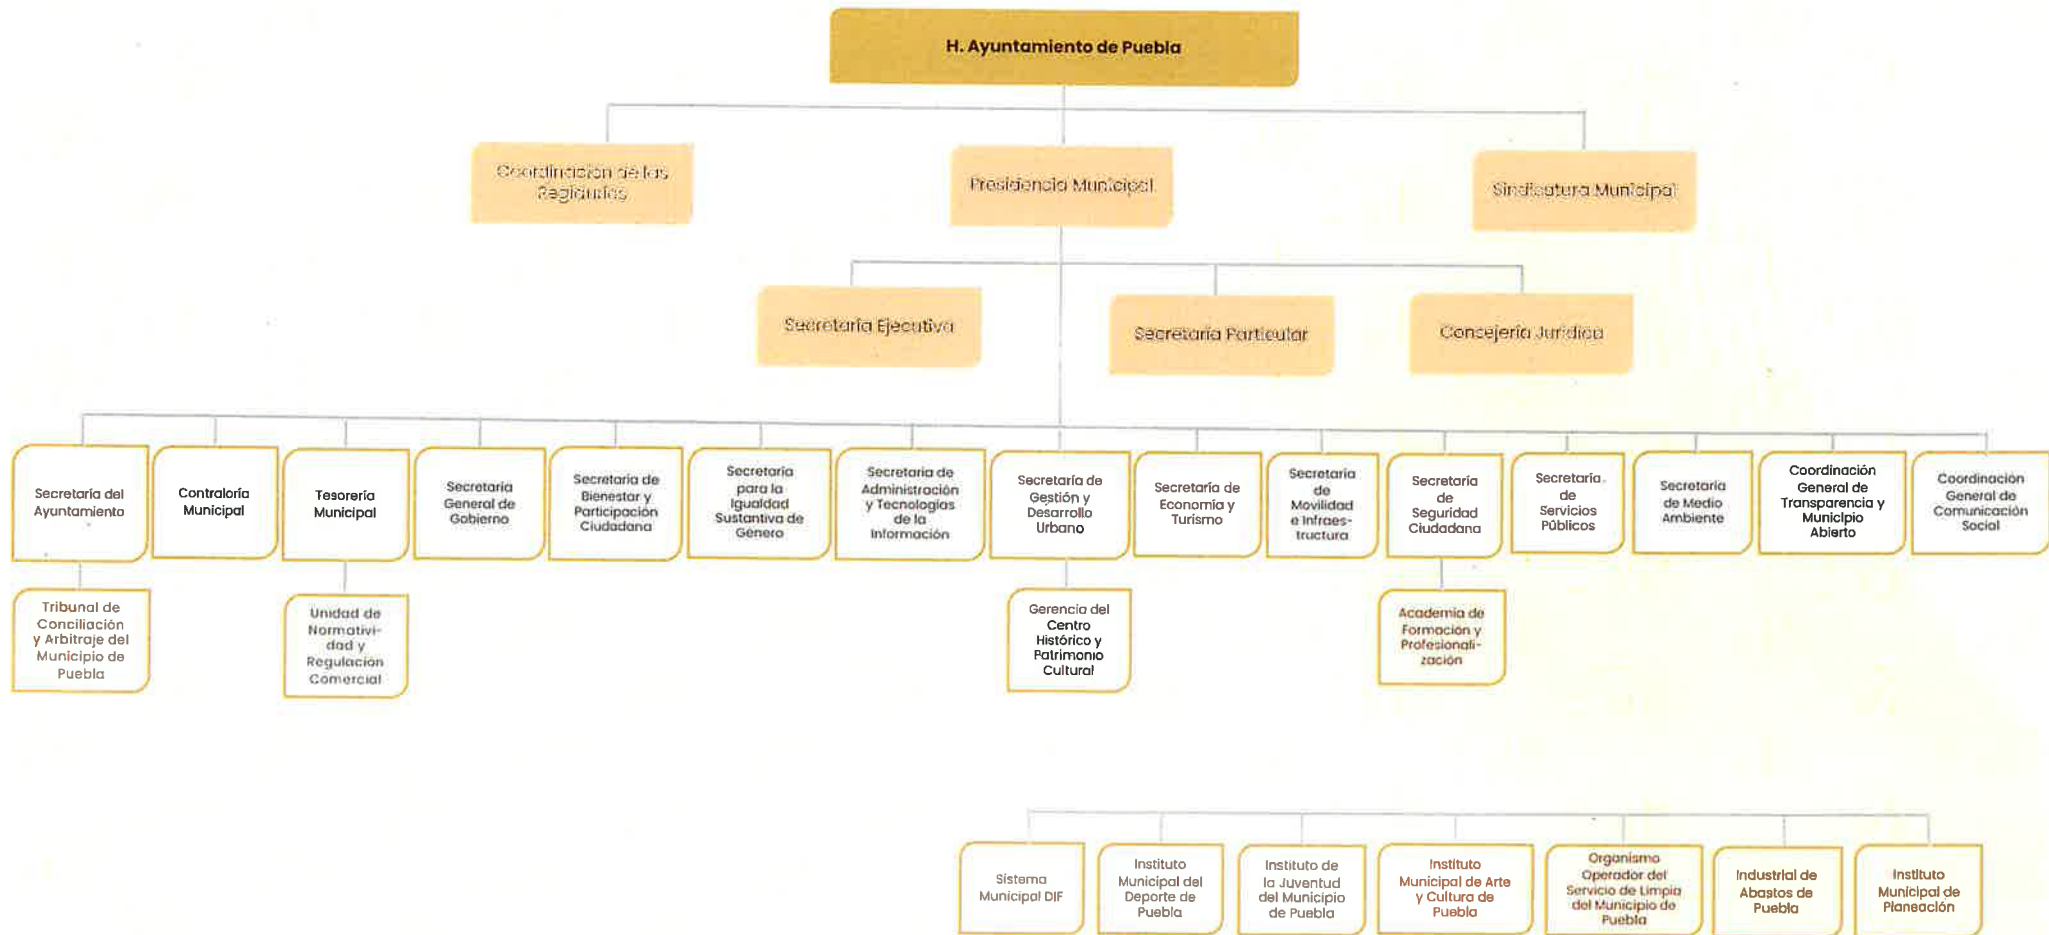 H. Ayuntamiento de Puebla
Coordinación de las
Regidurías
Presidencia Municipal
Sindicatura Municipal
Secretaría Ejecutiva
Secretaría Particular
Consejería Jurídica
Secretaría del
Ayuntamiento
Contraloría
Municipal
Tesorería
Municipal
Secretaría
General de
Gobierno
Secretaría de
Bienestar y
Participación
Ciudadana
Secretaría
para la
Igualdad
Sustantiva de
Género
Secretaría de
Administración
y Tecnologías
de la
Información
Secretaría de
Gestión y
Desarrollo
Urbano
Secretaría de
Economía y
Turismo
Secretaría
de
Movilidad
e Infraes-
tructura
Secretaría
de
Seguridad
Ciudadana
Secretaría
de
Servicios
Públicos
Secretaría
de Medio
Ambiente
Coordinación
General de
Transparencia y
Municipio
Abierto
Coordinación
General de
Comunicación
Social
Tribunal de
Conciliación
y Arbitraje del
Municipio de
Puebla
Unidad de
Normativi-
dad y
Regulación
Comercial
Gerencia del
Centro
Histórico y
Patrimonio
Cultural
Academia de
Formación y
Profesionali-
zación
Sistema
Municipal DIF
Instituto
Municipal del
Deporte de
Puebla
Instituto de
la Juventud
del Municipio
de Puebla
Instituto
Municipal de Arte
y Cultura de
Puebla
Organismo
Operador del
Servicio de Limpia
del Municipio de
Puebla
Industrial de
Abastos de
Puebla
Instituto
Municipal de
Planeación